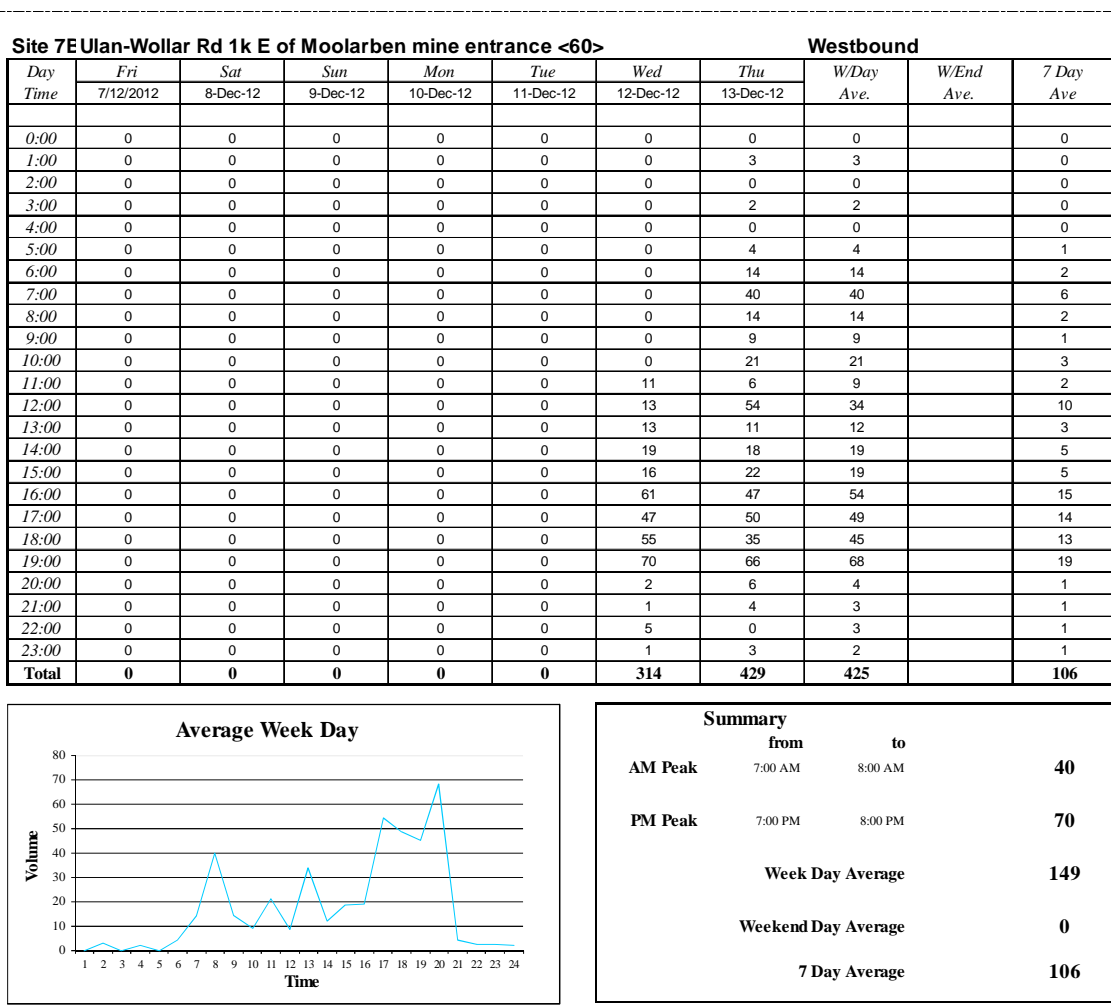 Site 7E Ulan-Wollar Rd 1k E of Moolarben mine entrance <60> Westbound
Day Fri Sat Sun Mon Tue Wed Thu W/Day W/End 7 Day
Time 7/12/2012 8-Dec-12 9-Dec-12 10-Dec-12 11-Dec-12 12-Dec-12 13-Dec-12 Ave. Ave. Ave
0:00 0 0 0 0 0 0 0 0 0
1:00 0 0 0 0 0 0 3 3 0
2:00 0 0 0 0 0 0 0 0 0
3:00 0 0 0 0 0 0 2 2 0
4:00 0 0 0 0 0 0 0 0 0
5:00 0 0 0 0 0 0 4 4 1
6:00 0 0 0 0 0 0 14 14 2
7:00 0 0 0 0 0 0 40 40 6
8:00 0 0 0 0 0 0 14 14 2
9:00 0 0 0 0 0 0 9 9 1
10:00 0 0 0 0 0 0 21 21 3
11:00 0 0 0 0 0 11 6 9 2
12:00 0 0 0 0 0 13 54 34 10
13:00 0 0 0 0 0 13 11 12 3
14:00 0 0 0 0 0 19 18 19 5
15:00 0 0 0 0 0 16 22 19 5
16:00 0 0 0 0 0 61 47 54 15
17:00 0 0 0 0 0 47 50 49 14
18:00 0 0 0 0 0 55 35 45 13
19:00 0 0 0 0 0 70 66 68 19
20:00 0 0 0 0 0 2 6 4 1
21:00 0 0 0 0 0 1 4 3 1
22:00 0 0 0 0 0 5 0 3 1
23:00 0 0 0 0 0 1 3 2 1
Total 0 0 0 0 0 314 429 425 106
Average Week Day
80
70
60
50
40
30
20
10
0
Volume
1 2 3 4 5 6 7 8 9 10 11 12 13 14 15 16 17 18 19 20 21 22 23 24
Time
Summary
from to
AM Peak 7:00 AM 8:00 AM 40
PM Peak 7:00 PM 8:00 PM 70
Week Day Average 149
Weekend Day Average 0
7 Day Average 106